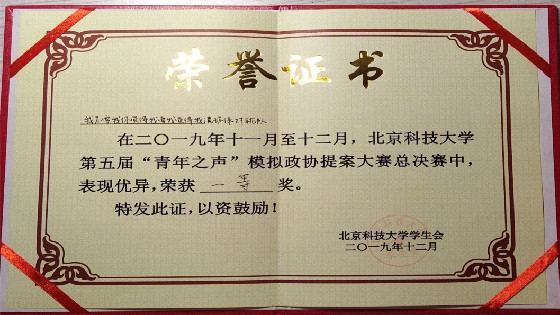 荣誉证书
在二〇一九年十一月至十二月，北京科技大学
第五届“青年之声”模拟政协提案大赛总决赛中，
表现优异，荣获 一等 奖。
特发此证，以资鼓励！
北京科技大学学生会
二〇一九年十二月